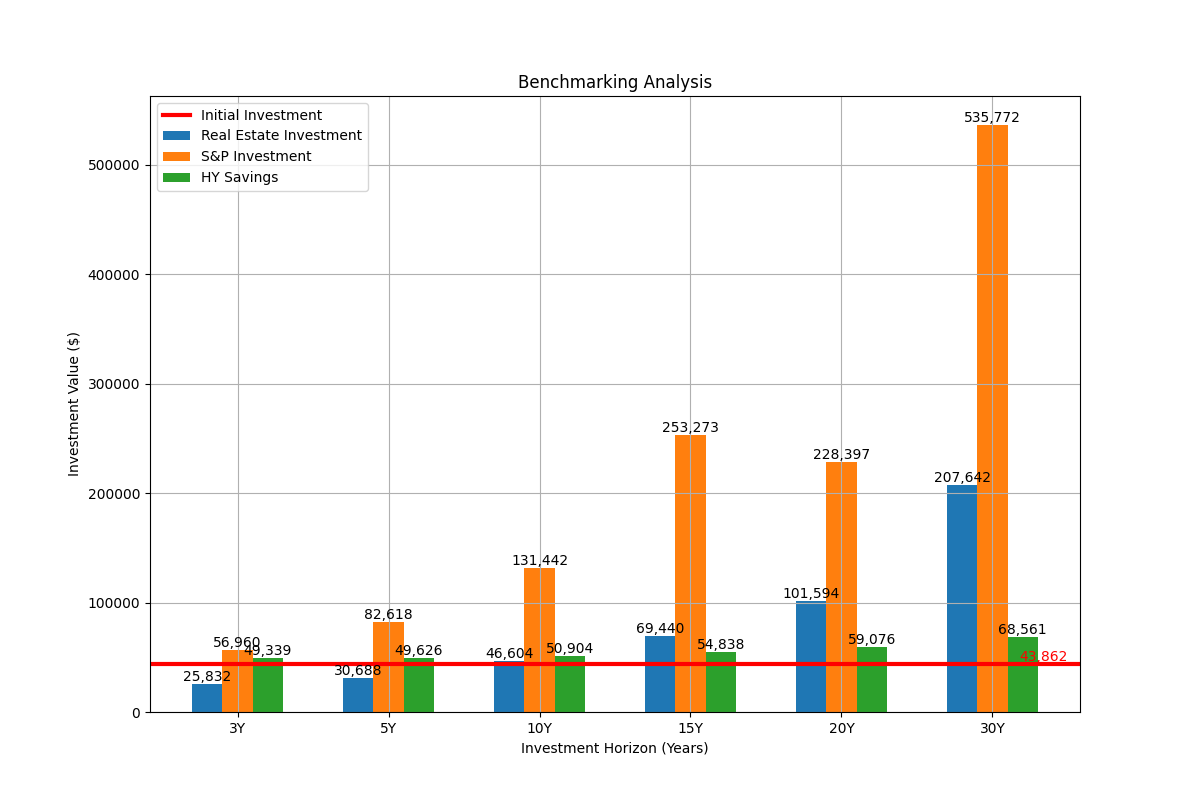 Benchmarking Analysis
Initial Investment
Real Estate Investment
S&P Investment
HY Savings
Investment Value ($)
500000
400000
300000
200000
100000
0
25,832
56,960
49,339
30,688
82,618
49,626
46,604
131,442
50,904
69,440
253,273
54,838
101,594
228,397
59,076
207,642
535,772
68,561
43,862
3Y
5Y
10Y
15Y
20Y
30Y
Investment Horizon (Years)